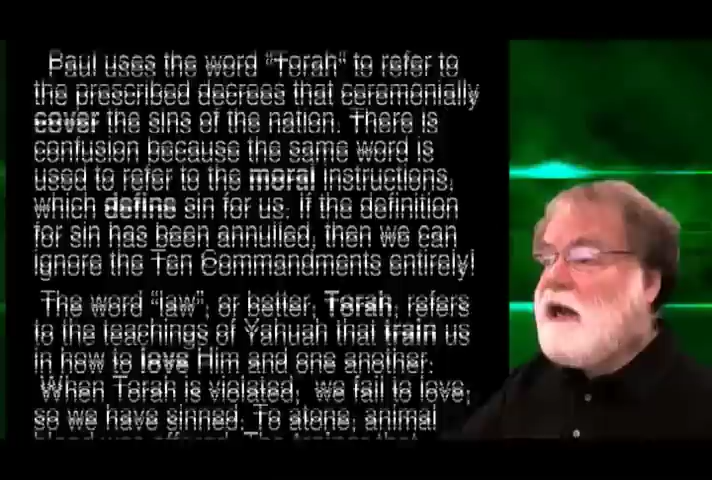 Paul uses the word "Torah" to refer to
the prescribed decrees that ceremonially
cover the sins of the nation. There is
confusion because the same word is
used to refer to the moral instructions,
which define sin for us. If the definition
for sin has been annulled, then we can
ignore the Ten Commandments entirely!
The word "law", or better, Torah, refers
to the teachings of Yahuah that train us
in how to love Him and one another.
When Torah is violated, we fail to love;
so we have sinned. To atone, animal
blood was offered. The